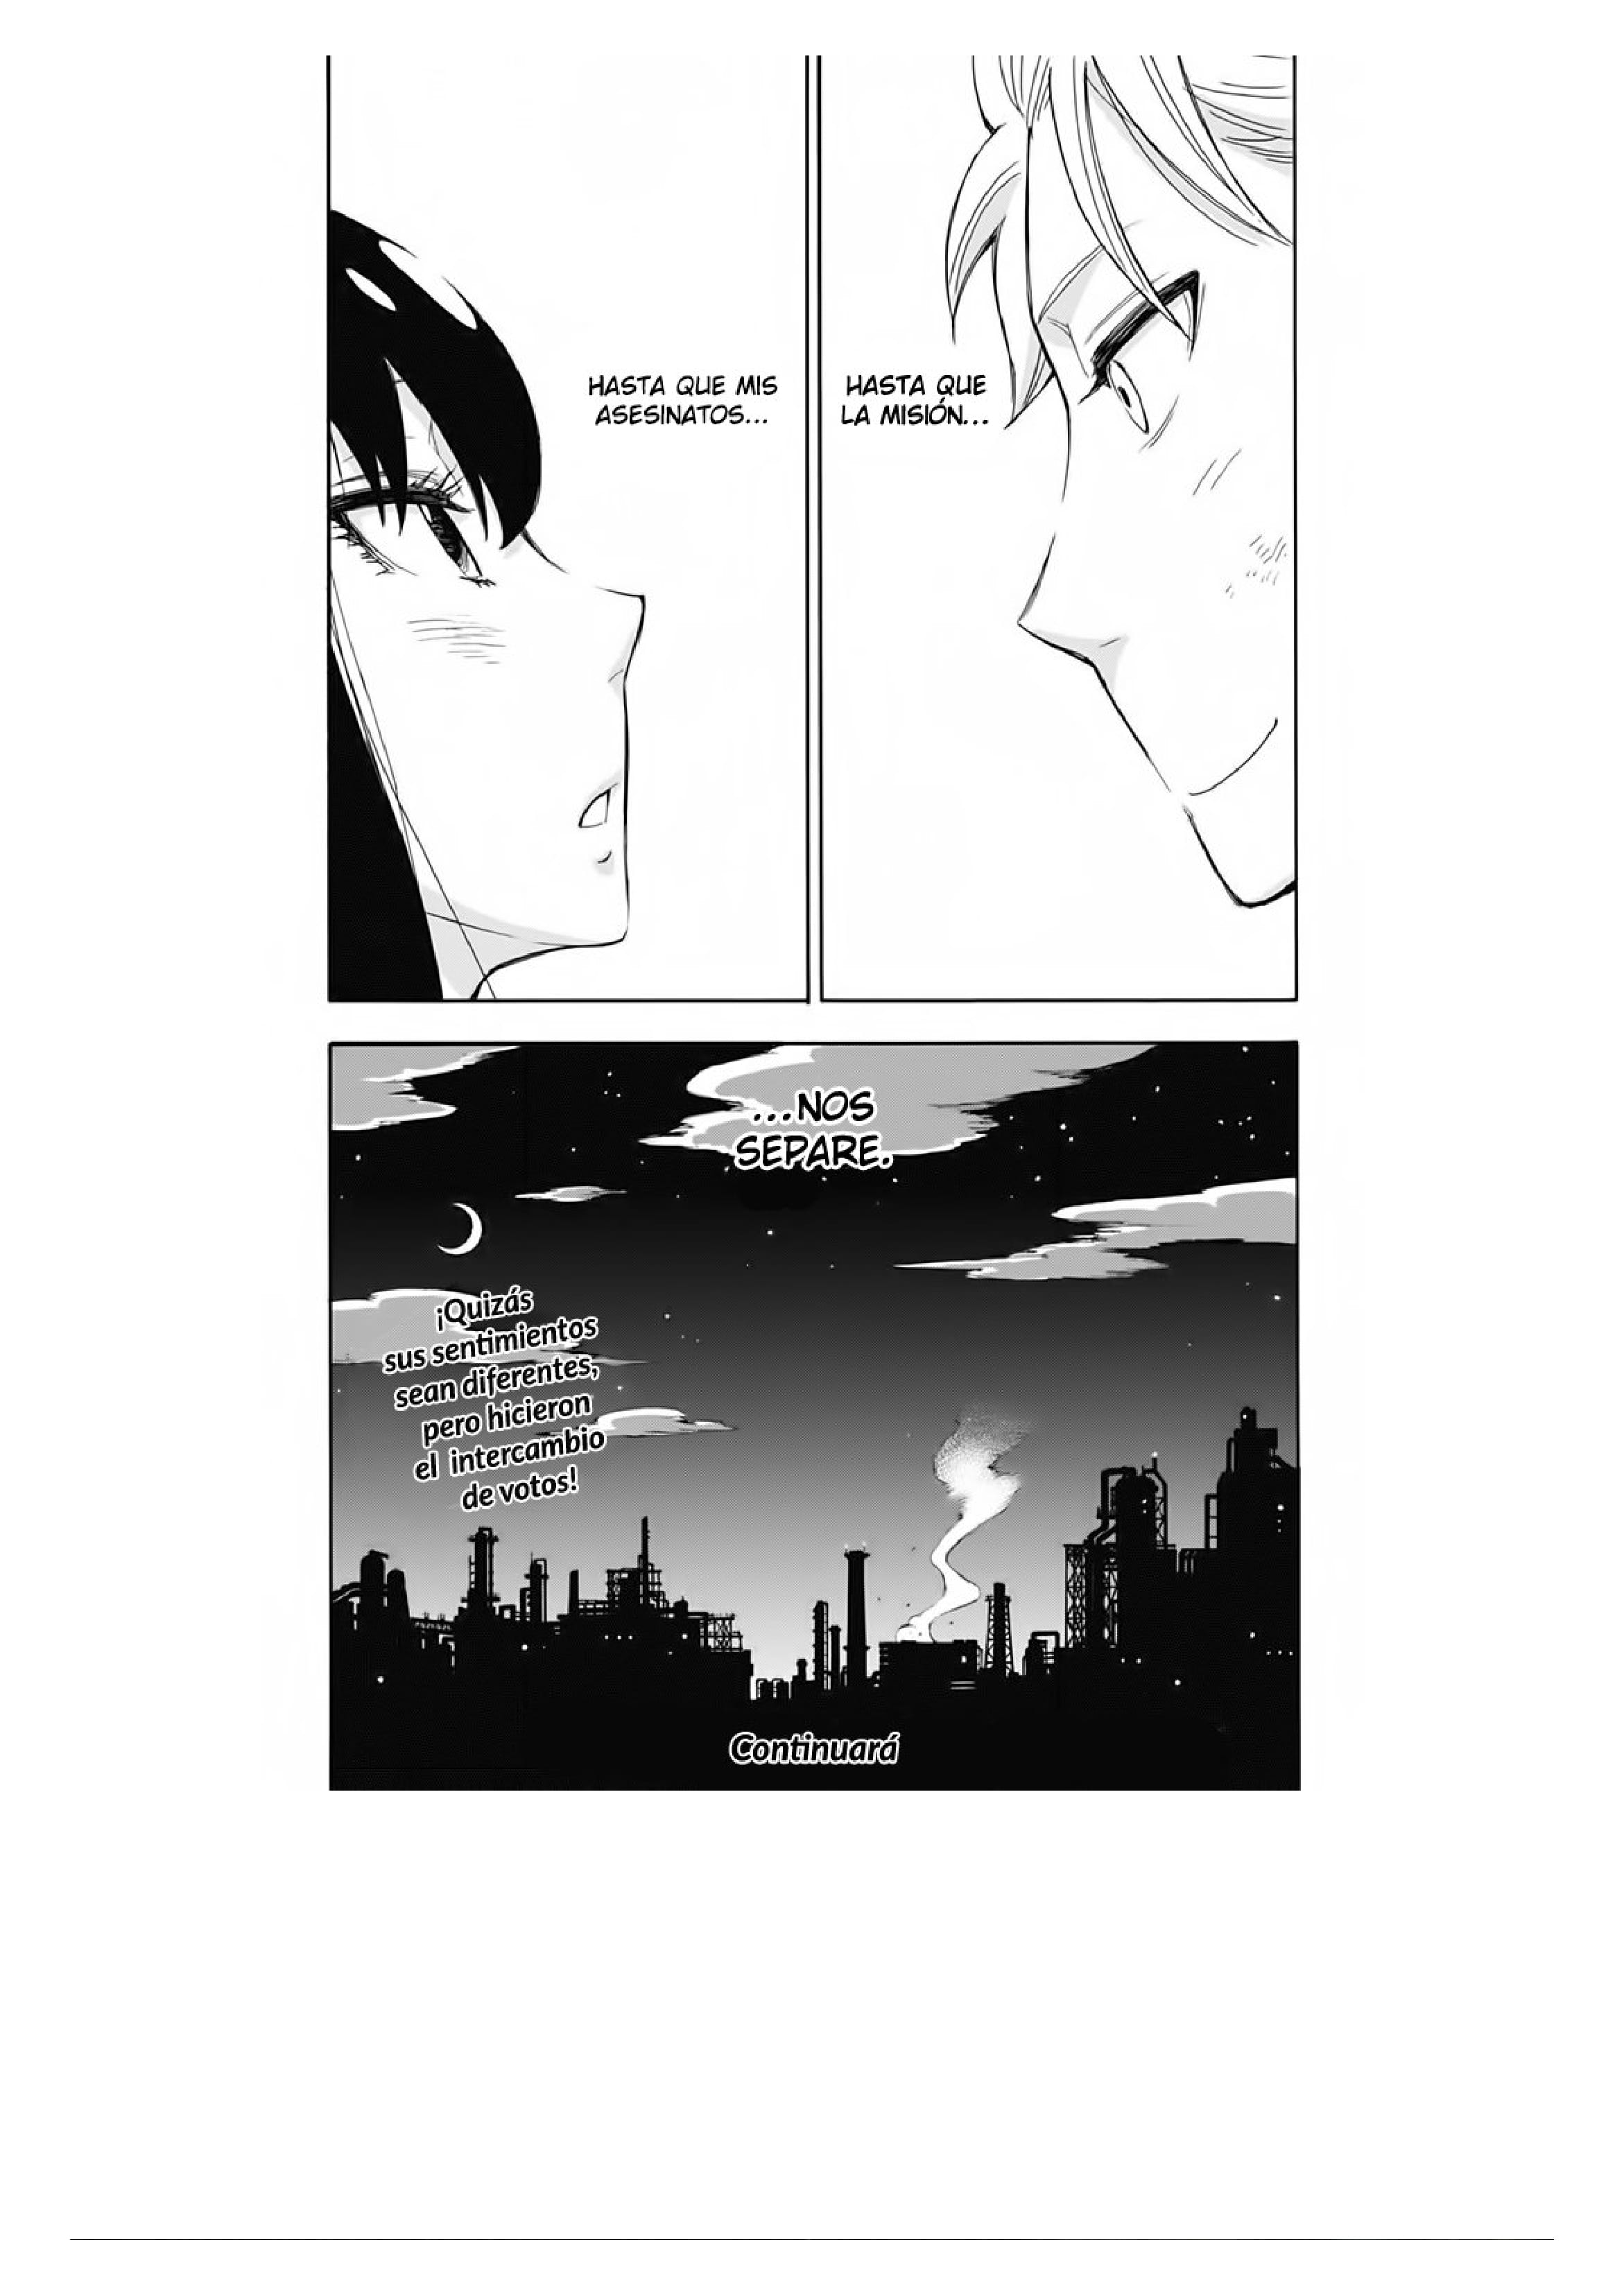 HASTA QUE
LA MISIÓN...
HASTA QUE MIS
ASESINATOS...
...NOS
SEPARE.
¡Quizás
sus sentimientos
sean diferentes,
pero hicieron
el intercambio
de votos!
Continuará